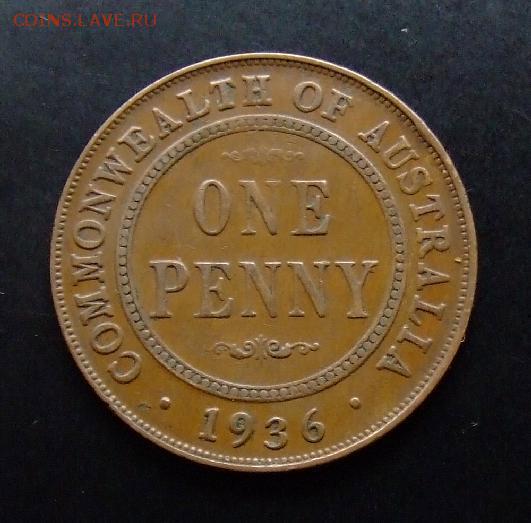 COINS.LAVE.RU
COMMONWEALTH OF AUSTRALIA
ONE
PENNY
· 1936 ·